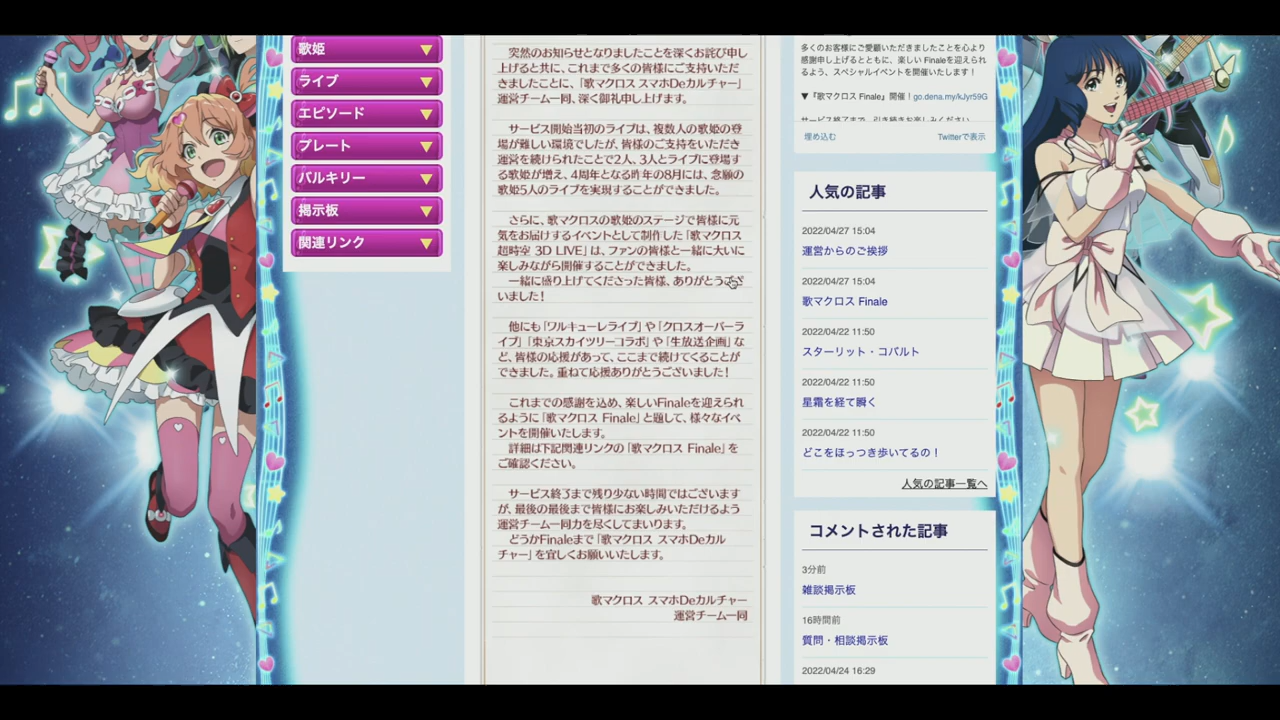 歌姫
ライブ
エピソード
プレート
バルキリー
掲示板
関連リンク
突然のお知らせとなりましたことを深くお詫び申し
上げると共に、これまで多くの皆様にご支持いただ
きましたことに、「歌マクロス スマホDeカルチャー」
運営チーム一同、深く御礼申し上げます。
サービス開始当初のライブは、複数人の歌姫の登
場が難しい環境でしたが、皆様のご支持をいただき
運営を続けられたことで2人、3人とライブに登場す
る歌姫が増え、4周年となる昨年の8月には、念願の
歌姫5人のライブを実現することができました。
さらに、歌マクロスの歌姫のステージで皆様に元
気をお届けするイベントとして制作した「歌マクロス
超時空 3D LIVE」は、ファンの皆様と一緒に大いに
楽しみながら開催することができました。
一緒に盛り上げてくださった皆様、ありがとうござ
いました！
他にも「ワルキューレライブ」や「クロスオーバーラ
イブ」「東京スカイツリーコラボ」や「生放送企画」な
ど、皆様の応援があって、ここまで続けてくることが
できました。重ねて応援ありがとうございました！
これまでの感謝を込め、楽しいFinaleを迎えられ
るように「歌マクロス Finale」と題して、様々なイベ
ントを開催いたします。
詳細は下記関連リンクの「歌マクロス Finale」を
ご確認ください。
サービス終了まで残り少ない時間ではございます
が、最後の最後まで皆様にお楽しみいただけるよう
運営チーム一同力を尽くしてまいります。
どうかFinaleまで「歌マクロス スマホDeカル
チャー」を宜しくお願いいたします。
歌マクロス スマホDeカルチャー
運営チーム一同
多くのお客様にご愛顧いただきましたことを心より
感謝申し上げるとともに、楽しい Finaleを迎えられ
るよう、スペシャルイベントを開催いたします！
▼『歌マクロス Finale』開催！go.dena.my/kJyr59G
サービス終了まで、引き続きお楽しみください
埋め込む
Twitterで表示
人気の記事
2022/04/27 15:04
運営からのご挨拶
2022/04/27 15:04
歌マクロス Finale
2022/04/22 11:50
スターリット・コバルト
2022/04/22 11:50
星霜を経て瞬く
2022/04/22 11:50
どこをほっつき歩いてるの！
人気の記事一覧へ
コメントされた記事
3分前
雑談掲示板
16時間前
質問・相談掲示板
2022/04/24 16:29